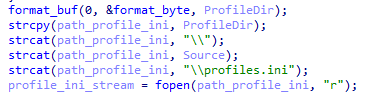 format_buf(0, &format_byte, ProfileDir);
strcpy(path_profile_ini, ProfileDir);
strcat(path_profile_ini, "\\");
strcat(path_profile_ini, Source);
strcat(path_profile_ini, "\\profiles.ini");
profile_ini_stream = fopen(path_profile_ini, "r");